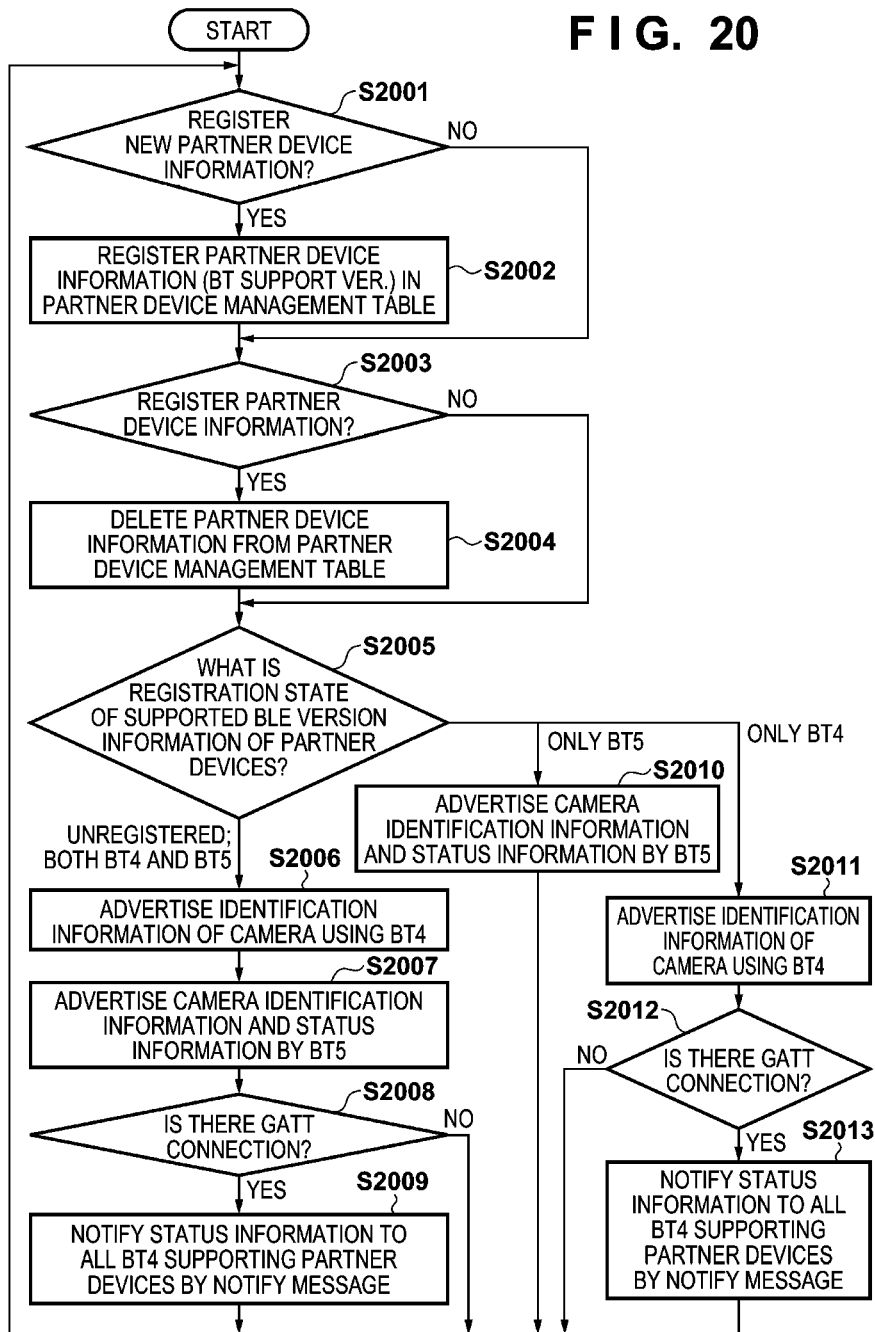 START
F I G. 20
S2001
REGISTER
NEW PARTNER DEVICE
INFORMATION?
NO
YES
REGISTER PARTNER DEVICE
INFORMATION (BT SUPPORT VER.) IN
PARTNER DEVICE MANAGEMENT TABLE
S2002
S2003
REGISTER PARTNER
DEVICE INFORMATION?
NO
YES
DELETE PARTNER DEVICE
INFORMATION FROM PARTNER
DEVICE MANAGEMENT TABLE
S2004
S2005
WHAT IS
REGISTRATION STATE
OF SUPPORTED BLE VERSION
INFORMATION OF PARTNER
DEVICES?
ONLY BT5
ONLY BT4
S2010
ADVERTISE CAMERA
IDENTIFICATION INFORMATION
AND STATUS INFORMATION BY BT5
UNREGISTERED;
BOTH BT4 AND BT5
S2006
ADVERTISE IDENTIFICATION
INFORMATION OF CAMERA USING BT4
S2011
ADVERTISE IDENTIFICATION
INFORMATION OF
CAMERA USING BT4
S2007
ADVERTISE CAMERA IDENTIFICATION
INFORMATION AND STATUS
INFORMATION BY BT5
S2012
NO
IS THERE GATT
CONNECTION?
YES
S2008
IS THERE GATT
CONNECTION?
NO
YES
S2013
NOTIFY STATUS
INFORMATION TO ALL
BT4 SUPPORTING
PARTNER DEVICES
BY NOTIFY MESSAGE
S2009
NOTIFY STATUS INFORMATION TO
ALL BT4 SUPPORTING PARTNER
DEVICES BY NOTIFY MESSAGE